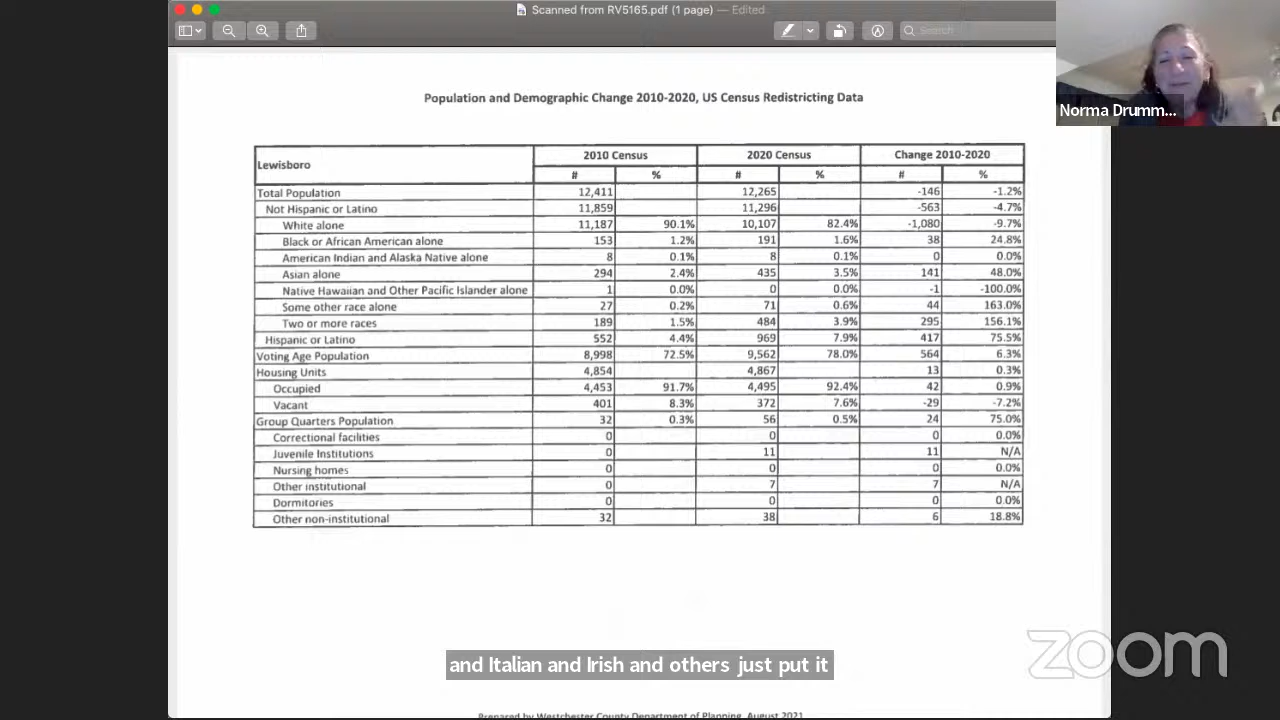 Scanned from RV5165.pdf (1 page) — Edited
Search
Norma Drumm...
Population and Demographic Change 2010-2020, US Census Redistricting Data
Lewisboro 2010 Census 2020 Census Change 2010-2020
# % # % # %
Total Population 12,411 12,265 -146 -1.2%
Not Hispanic or Latino 11,859 11,296 -563 -4.7%
White alone 11,187 90.1% 10,107 82.4% -1,080 -9.7%
Black or African American alone 153 1.2% 191 1.6% 38 24.8%
American Indian and Alaska Native alone 8 0.1% 8 0.1% 0 0.0%
Asian alone 294 2.4% 435 3.5% 141 48.0%
Native Hawaiian and Other Pacific Islander alone 1 0.0% 0 0.0% -1 -100.0%
Some other race alone 27 0.2% 71 0.6% 44 163.0%
Two or more races 189 1.5% 484 3.9% 295 156.1%
Hispanic or Latino 552 4.4% 969 7.9% 417 75.5%
Voting Age Population 8,998 72.5% 9,562 78.0% 564 6.3%
Housing Units 4,854 4,867 13 0.3%
Occupied 4,453 91.7% 4,495 92.4% 42 0.9%
Vacant 401 8.3% 372 7.6% -29 -7.2%
Group Quarters Population 32 0.3% 56 0.5% 24 75.0%
Correctional facilities 0 0 0 0.0%
Juvenile Institutions 0 11 11 N/A
Nursing homes 0 0 0 0.0%
Other institutional 0 7 7 N/A
Dormitories 0 0 0 0.0%
Other non-institutional 32 38 6 18.8%
and Italian and Irish and others just put it
zoom
Prepared by Westchester County Department of Planning, August 2021